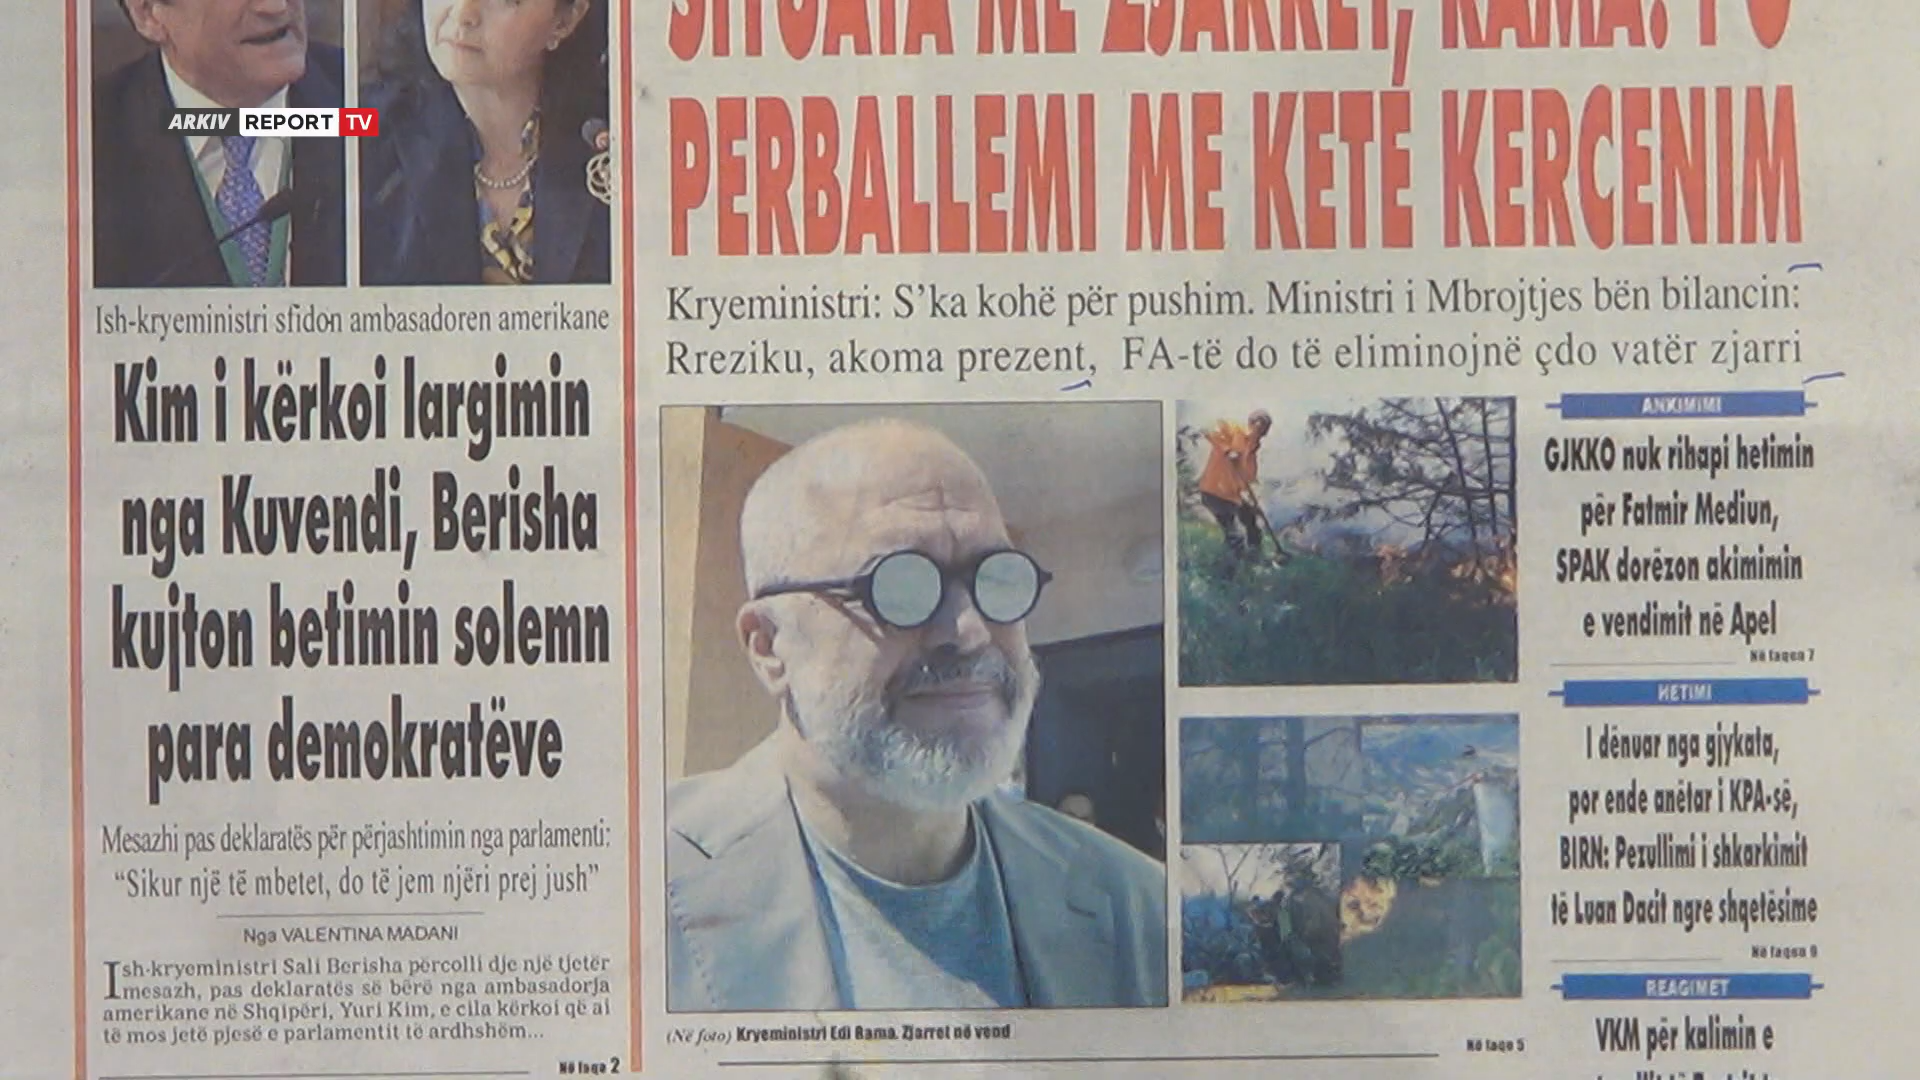 ARKIV REPORT TV
Ish-kryeministri sfidon ambasadoren amerikane
Kim i kërkoi largimin
nga Kuvendi, Berisha
kujton betimin solemn
para demokratëve
Mesazhi pas deklaratës për përjashtimin nga parlamenti:
“Sikur një të mbetet, do të jem njëri prej jush”
Nga VALENTINA MADANI
Ish-kryeministri Sali Berisha përcolli dje një tjetër
mesazh, pas deklaratës së bërë nga ambasadorja
amerikane në Shqipëri, Yuri Kim, e cila kërkoi që ai
të mos jetë pjesë e parlamentit të ardhshëm...
Në faqe 2
SITUATA ME ZJARRET, RAMA: PO
PERBALLEMI ME KETË KERCENIM
Kryeministri: S’ka kohë për pushim. Ministri i Mbrojtjes bën bilancin:
Rreziku, akoma prezent, FA-të do të eliminojnë çdo vatër zjarri
(Në foto) Kryeministri Edi Rama. Zjarret në vend
Në faqe 5
ANKIMIMI
GJKKO nuk rihapi hetimin
për Fatmir Mediun,
SPAK dorëzon akimimin
e vendimit në Apel
Në faqen 7
HETIMI
I dënuar nga gjykata,
por ende anëtar i KPA-së,
BIRN: Pezullimi i shkarkimit
të Luan Dacit ngre shqetësime
Në faqen 9
REAGIMET
VKM për kalimin e